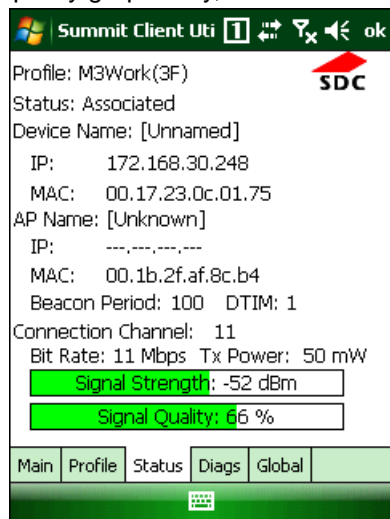 Summit Client Uti 1 ok
Profile: M3Work(3F)
SDC
Status: Associated
Device Name: [Unnamed]
IP: 172.168.30.248
MAC: 00.17.23.0c.01.75
AP Name: [Unknown]
IP: ---.---.---.---
MAC: 00.1b.2f.af.8c.b4
Beacon Period: 100 DTIM: 1
Connection Channel: 11
Bit Rate: 11 Mbps Tx Power: 50 mW
Signal Strength: -52 dBm
Signal Quality: 66 %
Main Profile Status Diags Global